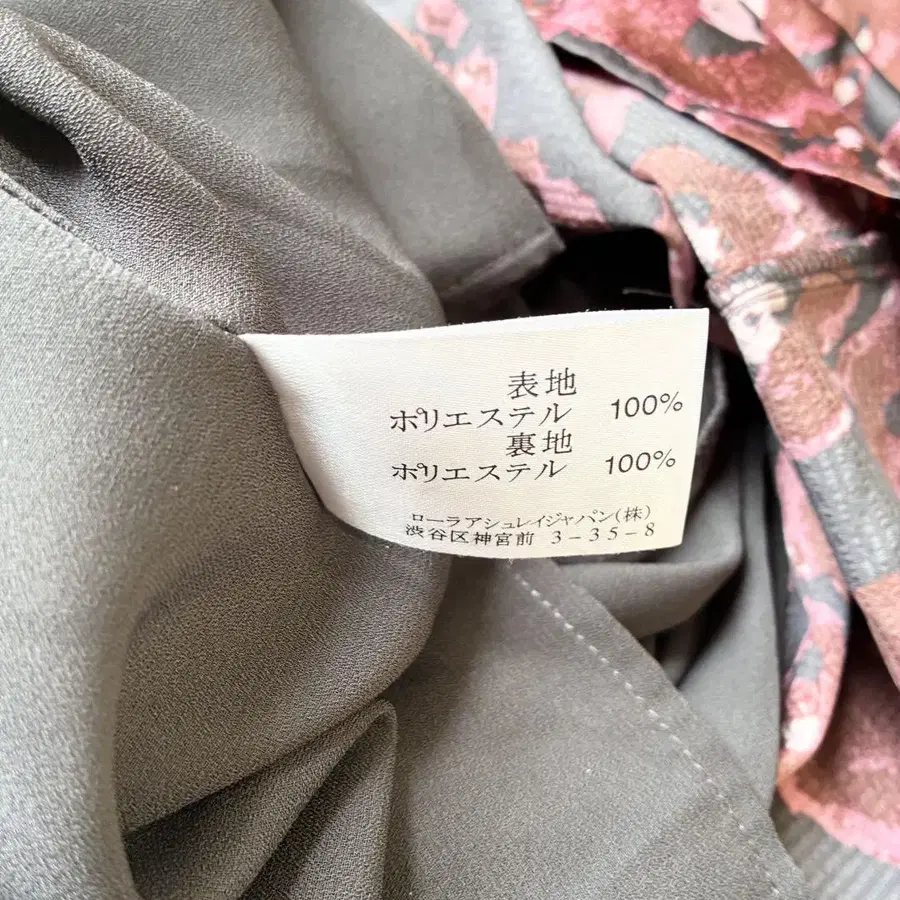 表地
ポリエステル 100%
裏地
ポリエステル 100%
ローラアシュレイジャパン(株)
渋谷区神宮前 3-35-8